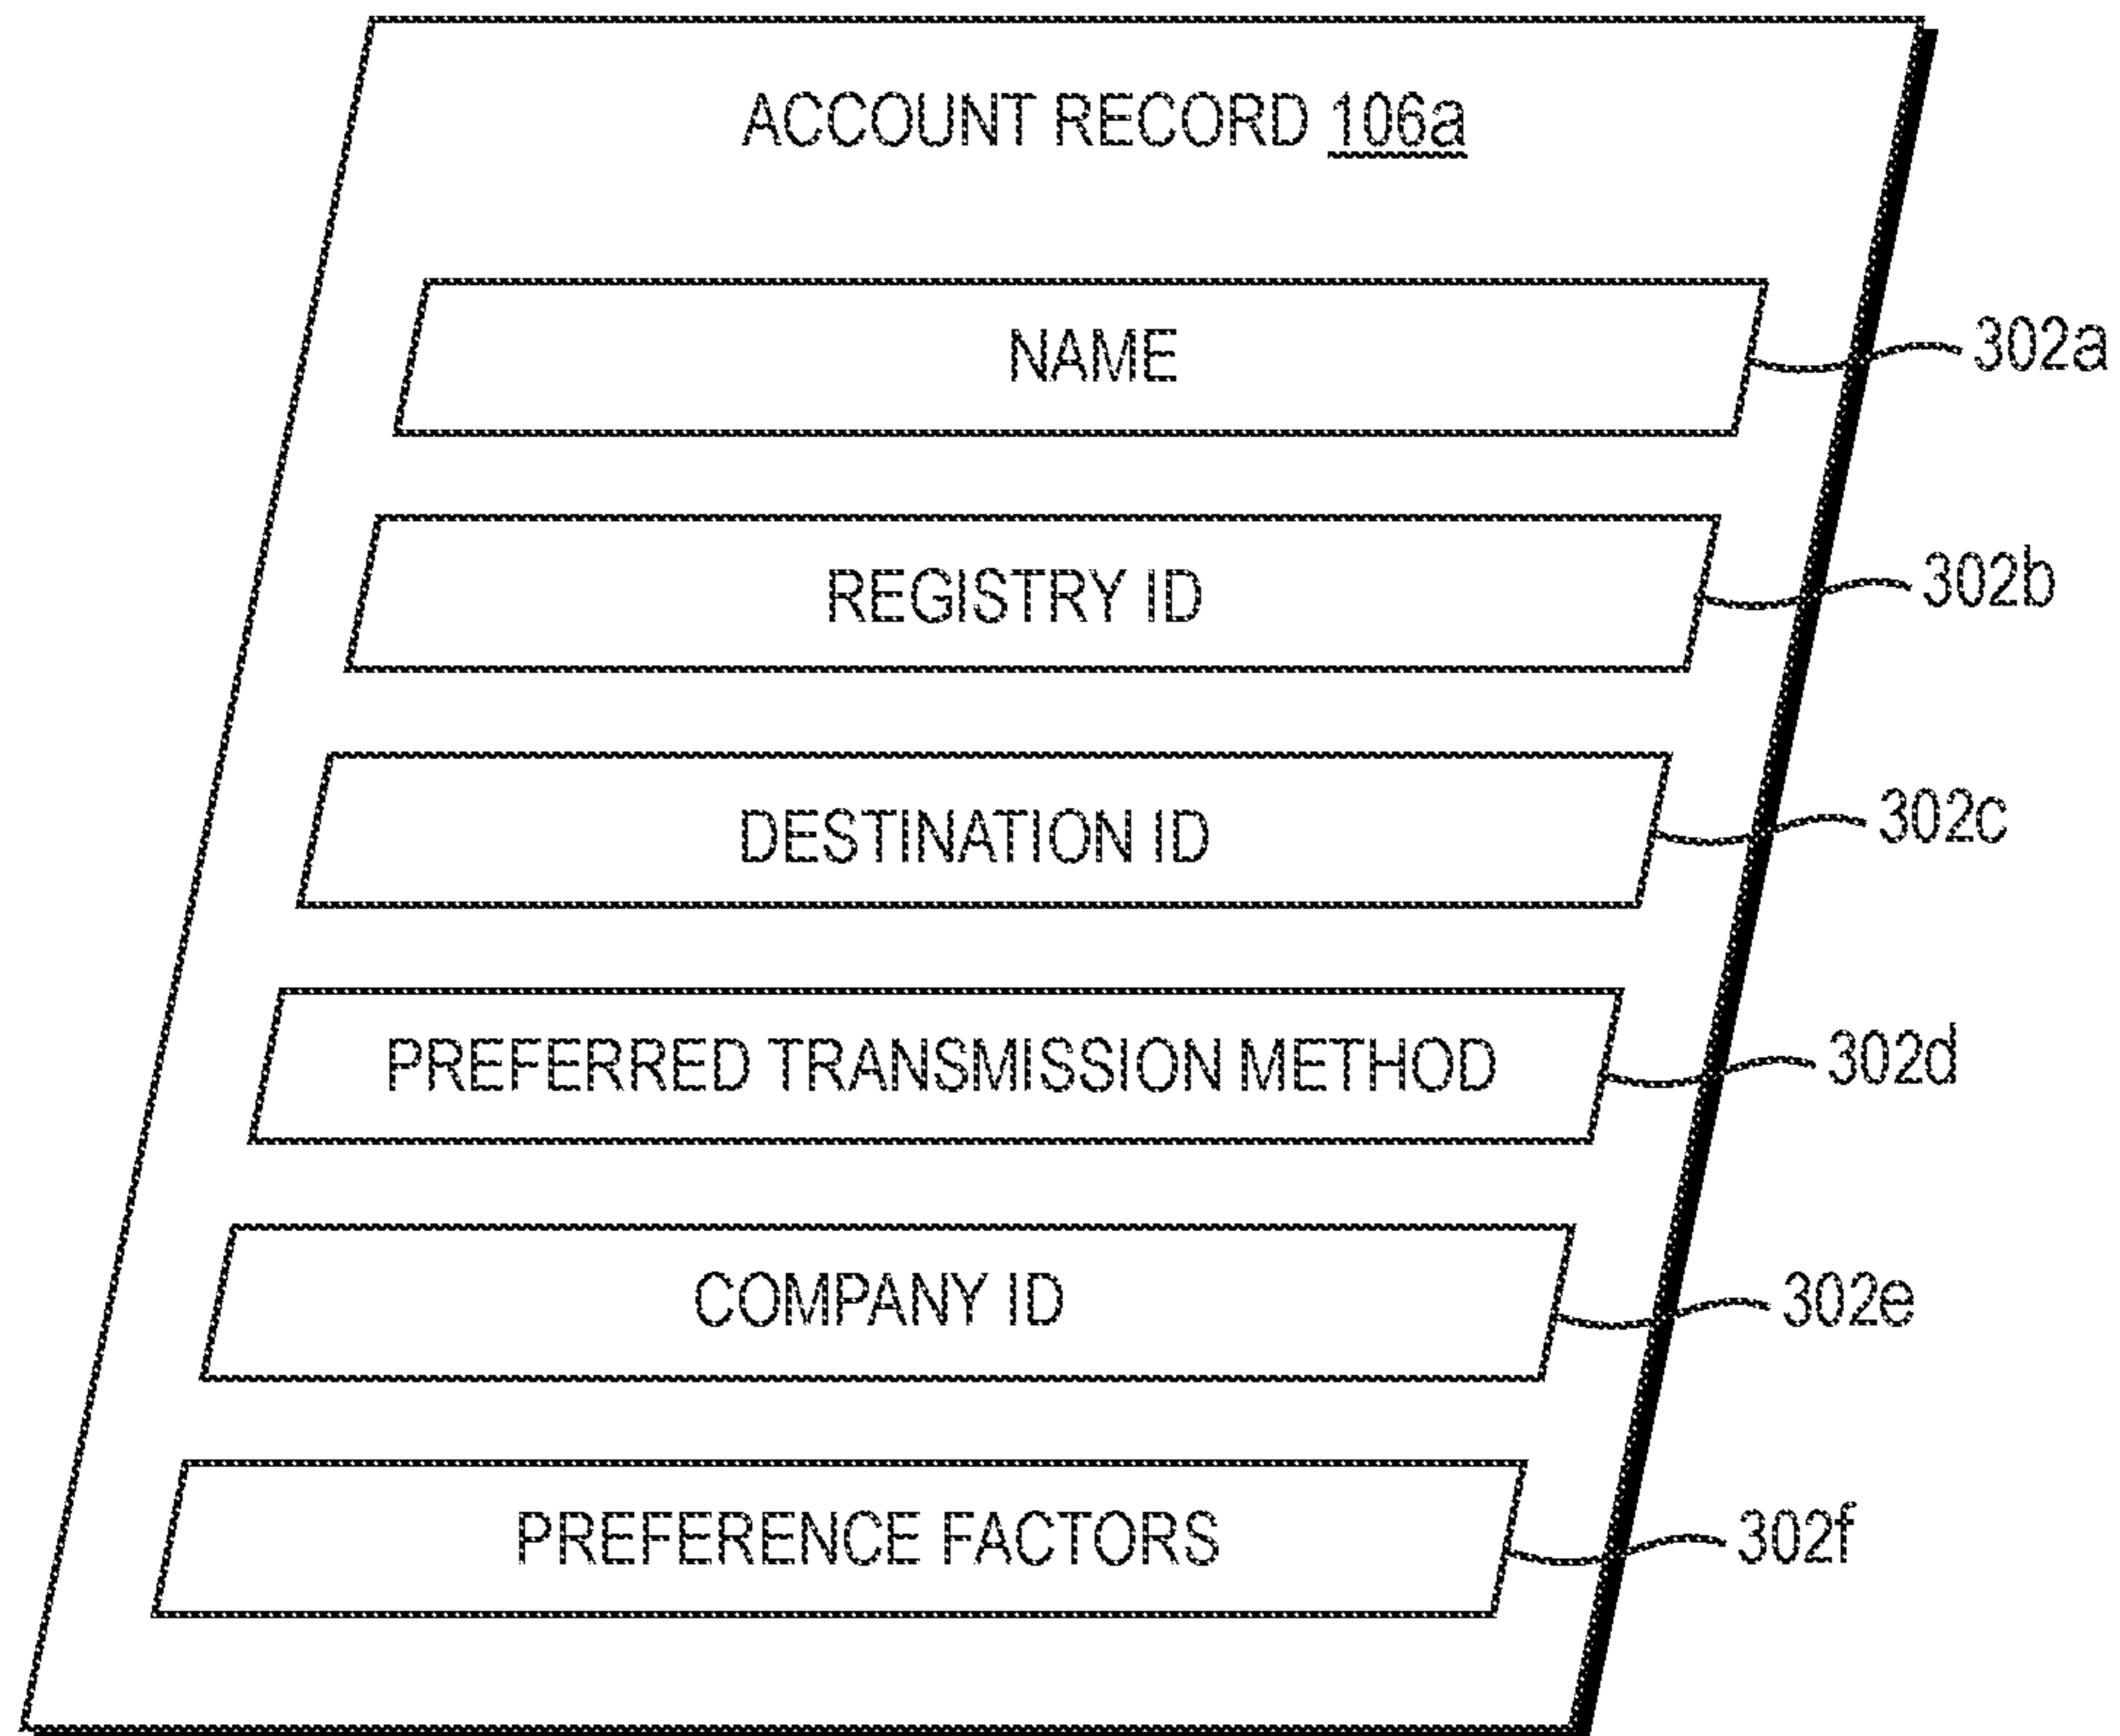 ACCOUNT RECORD 106a
NAME
302a
REGISTRY ID
302b
DESTINATION ID
302c
PREFERRED TRANSMISSION METHOD
302d
COMPANY ID
302e
PREFERENCE FACTORS
302f